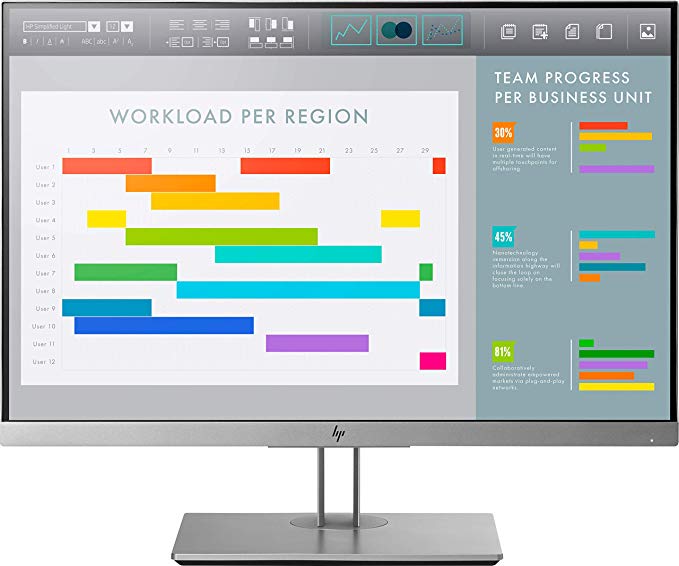 HP Simplified Light
12
B I A A
ABC abc A A
TEAM PROGRESS
PER BUSINESS UNIT
WORKLOAD PER REGION
1 3 5 7 9 11 13 15 17 19 21 23 25 27 29
User 1
User 2
User 3
User 4
User 5
User 6
User 7
User 8
User 9
User 10
User 11
User 12
30%
User generated content
in real-time will have
multiple touchpoints for
offshoring.
45%
Nanotechnology
immersion along the
information highway will
close the loop on
focusing solely on the
bottom line.
81%
Collaboratively
administrate empowered
markets via plug-and-play
networks.
hp